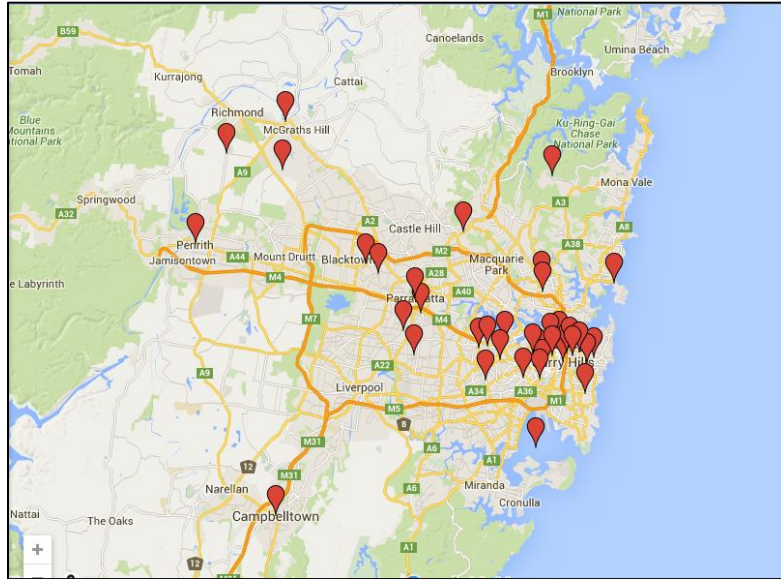 M1
National Park
B59
Canoelands
Umina Beach
Tomah
Cattai
Kurrajong
Brooklyn
Richmond
Blue
Mountains
National Park
McGraths Hill
Ku-Ring-Gai
Chase
National Park
A9
Springwood
Mona Vale
A32
A3
A2
Castle Hill
A8
Penrith
A38
Jamisontown
A44
Mount Druitt
Blacktown
M2
Macquarie
Park
e Labyrinth
M4
A28
A40
M4
M7
A22
A9
Liverpool
A34
A36
M1
M5
8
M31
A6
12
A1
M31
Narellan
A6
Miranda
Cronulla
Nattai
The Oaks
Campbelltown
+
12
A1